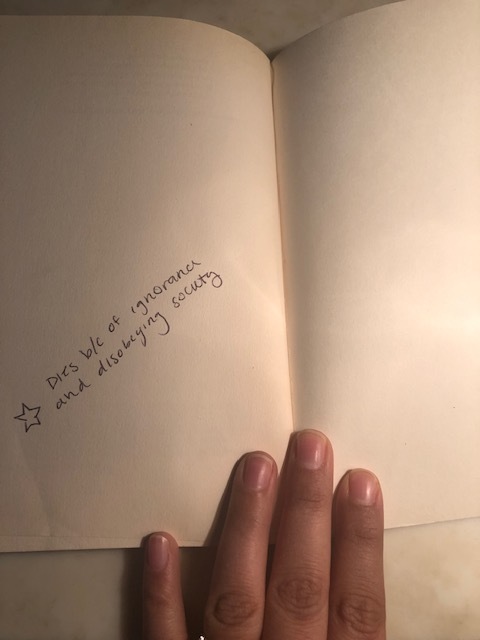 Dies b/c of ignorance
and disobeying society